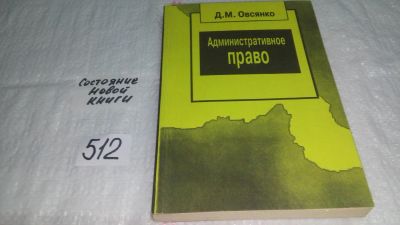 Состояние
новой
книги
512
Д.М. Овсянко
Административное
право